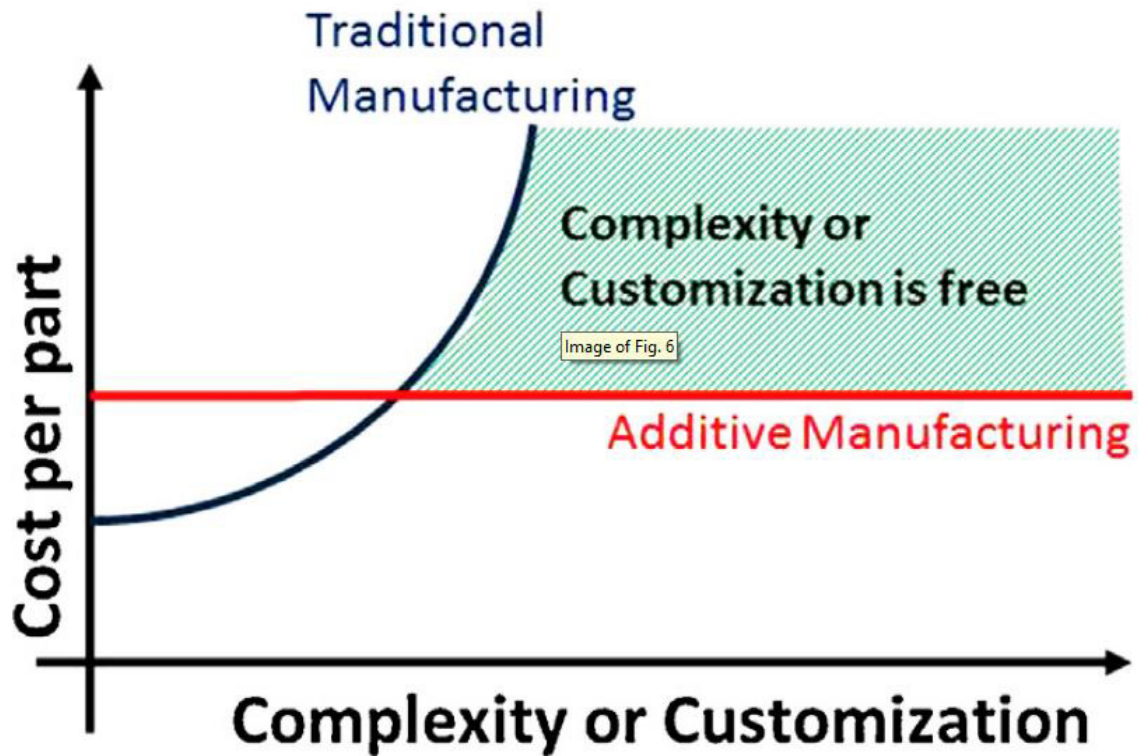 Traditional
Manufacturing
Complexity or
Customization is free
Image of Fig. 6
Additive Manufacturing
Cost per part
Complexity or Customization